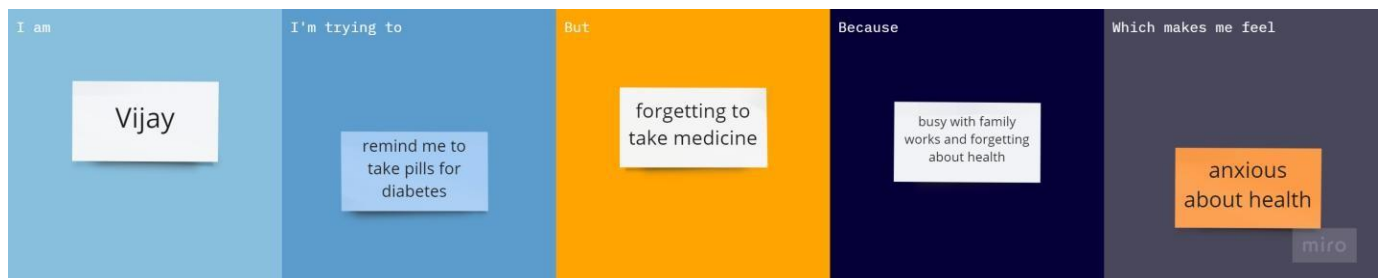 I am
Vijay
I'm trying to
remind me to
take pills for
diabetes
But
forgetting to
take medicine
Because
busy with family
works and forgetting
about health
Which makes me feel
anxious
about health
miro